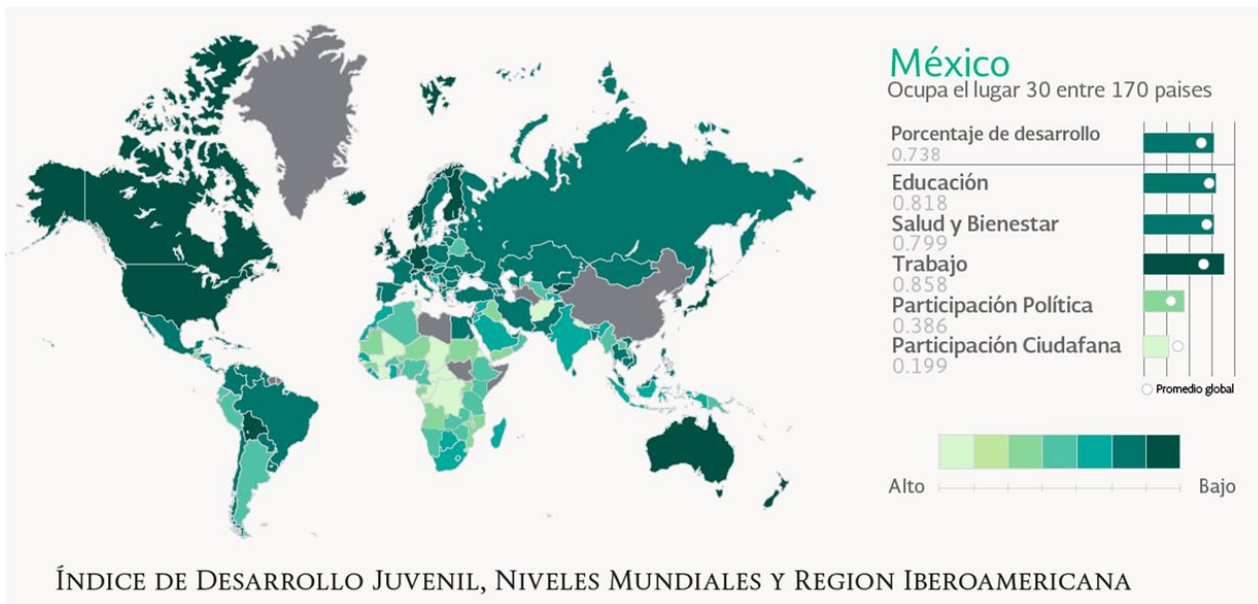 México
Ocupa el lugar 30 entre 170 paises
Porcentaje de desarrollo
0.738
Educación
0.818
Salud y Bienestar
0.799
Trabajo
0.858
Participación Política
0.386
Participación Ciudafana
0.199
Promedio global
Alto
Bajo
ÍNDICE DE DESARROLLO JUVENIL, NIVELES MUNDIALES Y REGION IBEROAMERICANA